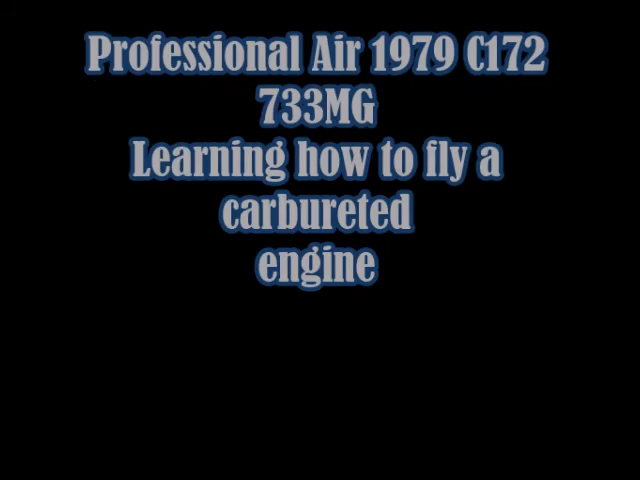 Professional Air 1979 C172
733MG
Learning how to fly a
carbureted
engine